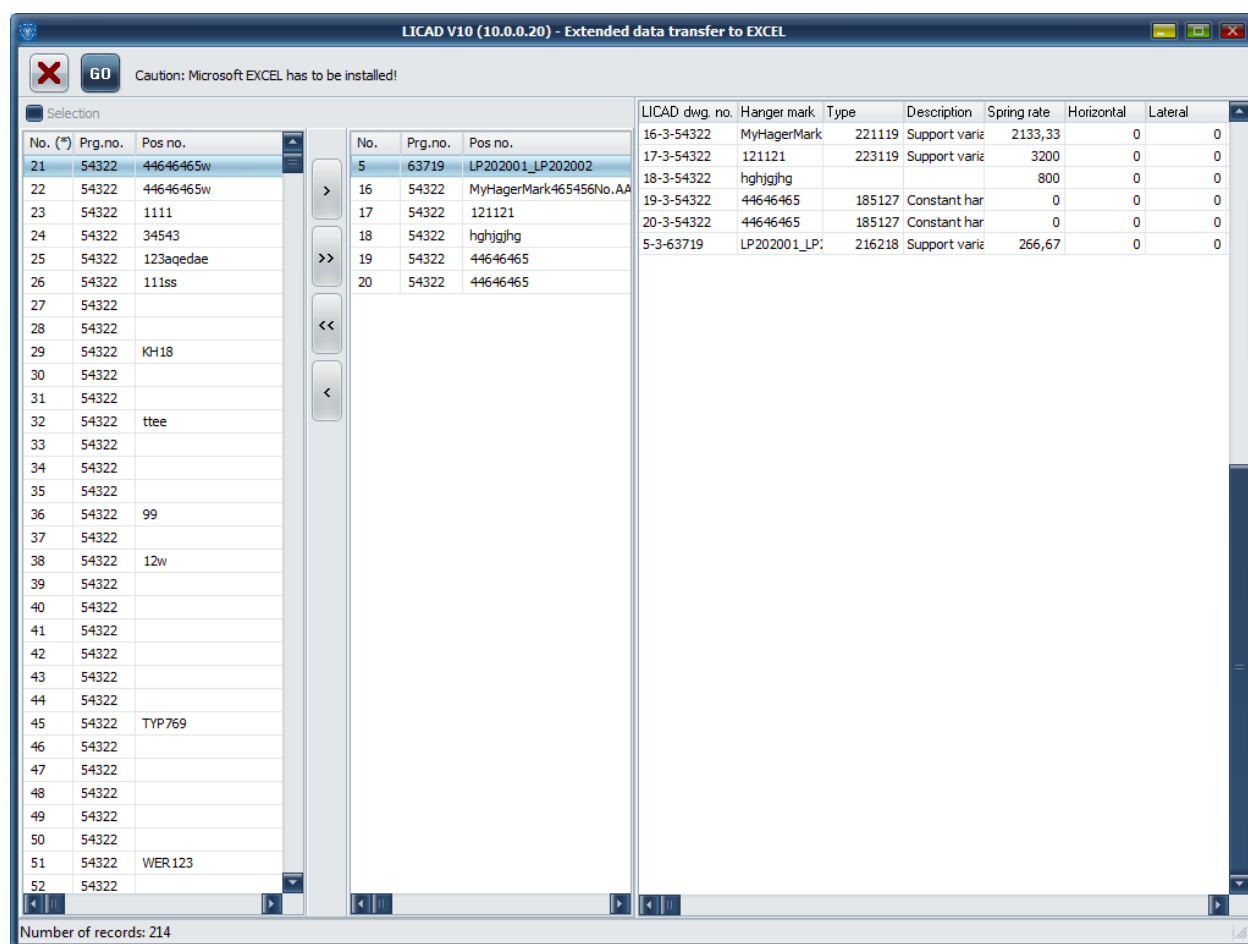 LICAD V10 (10.0.0.20) - Extended data transfer to EXCEL
GO Caution: Microsoft EXCEL has to be installed!
Selection
No. (*) Prg.no. Pos no.
21 54322 44646465w
22 54322 44646465w
23 54322 1111
24 54322 34543
25 54322 123aqedae
26 54322 111ss
27 54322
28 54322
29 54322 KH18
30 54322
31 54322
32 54322 ttee
33 54322
34 54322
35 54322
36 54322 99
37 54322
38 54322 12w
39 54322
40 54322
41 54322
42 54322
43 54322
44 54322
45 54322 TYP769
46 54322
47 54322
48 54322
49 54322
50 54322
51 54322 WER123
52 54322
>
>>
<<
<
No. Prg.no. Pos no.
5 63719 LP202001_LP202002
16 54322 MyHagerMark465456No.AA
17 54322 121121
18 54322 hghjgjhg
19 54322 44646465
20 54322 44646465
LICAD dwg. no. Hanger mark Type Description Spring rate Horizontal Lateral
16-3-54322 MyHagerMark 221119 Support varia 2133,33 0 0
17-3-54322 121121 223119 Support varia 3200 0 0
18-3-54322 hghjgjhg 800 0 0
19-3-54322 44646465 185127 Constant har 0 0 0
20-3-54322 44646465 185127 Constant har 0 0 0
5-3-63719 LP202001_LP2 216218 Support varia 266,67 0 0
Number of records: 214